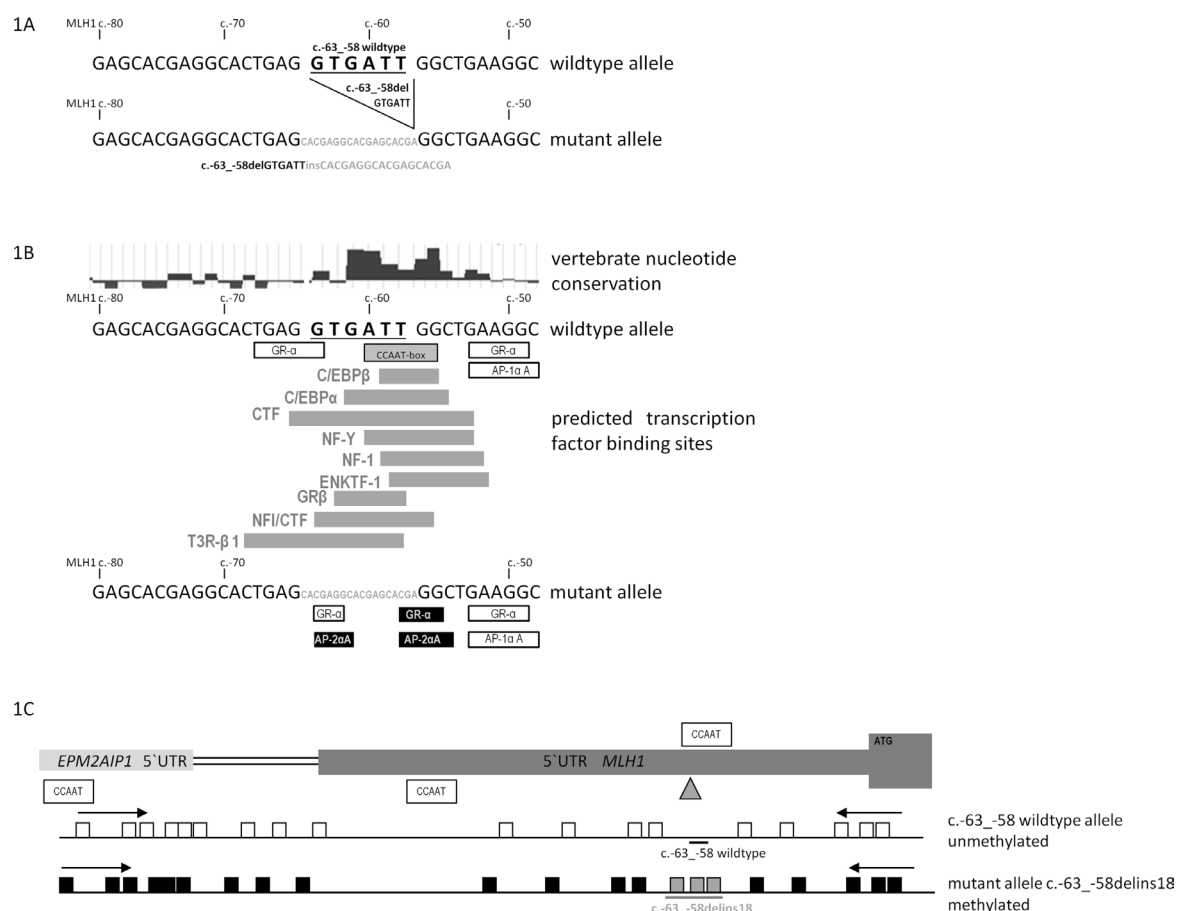 1A
MLH1 c.-80 c.-70 c.-60 c.-50
c.-63_-58 wildtype
GAGCACGAGGCACTGAG GTGATT GGCTGAAGGC wildtype allele
c.-63_-58del
GTGATT
MLH1 c.-80 c.-50
GAGCACGAGGCACTGAGCACGAGGCACGAGCACGAGGCTGAAGGC mutant allele
c.-63_-58delGTGATTinsCACGAGGCACGAGCACGA
1B
vertebrate nucleotide
conservation
MLH1 c.-80 c.-70 c.-60 c.-50
GAGCACGAGGCACTGAG GTGATT GGCTGAAGGC wildtype allele
GR-α CCAAT-box GR-α
AP-1α A
C/EBPβ
C/EBPα
CTF
predicted transcription
factor binding sites
NF-Y
NF-1
ENKTF-1
GRβ
NFI/CTF
T3R-β 1
MLH1 c.-80 c.-70 c.-50
GAGCACGAGGCACTGAGCACGAGGCACGAGCACGAGGCTGAAGGC mutant allele
GR-α GR-α GR-α
AP-2αA AP-2αA AP-1α A
1C
CCAAT
ATG
EPM2AIP1 5`UTR 5`UTR MLH1
CCAAT CCAAT
c.-63_-58 wildtype allele
unmethylated
c.-63_-58 wildtype
mutant allele c.-63_-58delins18
methylated
c.-63_-58delins18